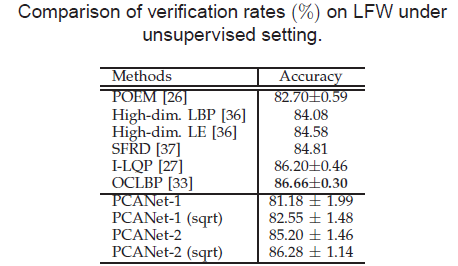 Comparison of verification rates (%) on LFW under
unsupervised setting.
Methods Accuracy
POEM [26] 82.70±0.59
High-dim. LBP [36] 84.08
High-dim. LE [36] 84.58
SFRD [37] 84.81
I-LQP [27] 86.20±0.46
OCLBP [33] 86.66±0.30
PCANet-1 81.18 ± 1.99
PCANet-1 (sqrt) 82.55 ± 1.48
PCANet-2 85.20 ± 1.46
PCANet-2 (sqrt) 86.28 ± 1.14